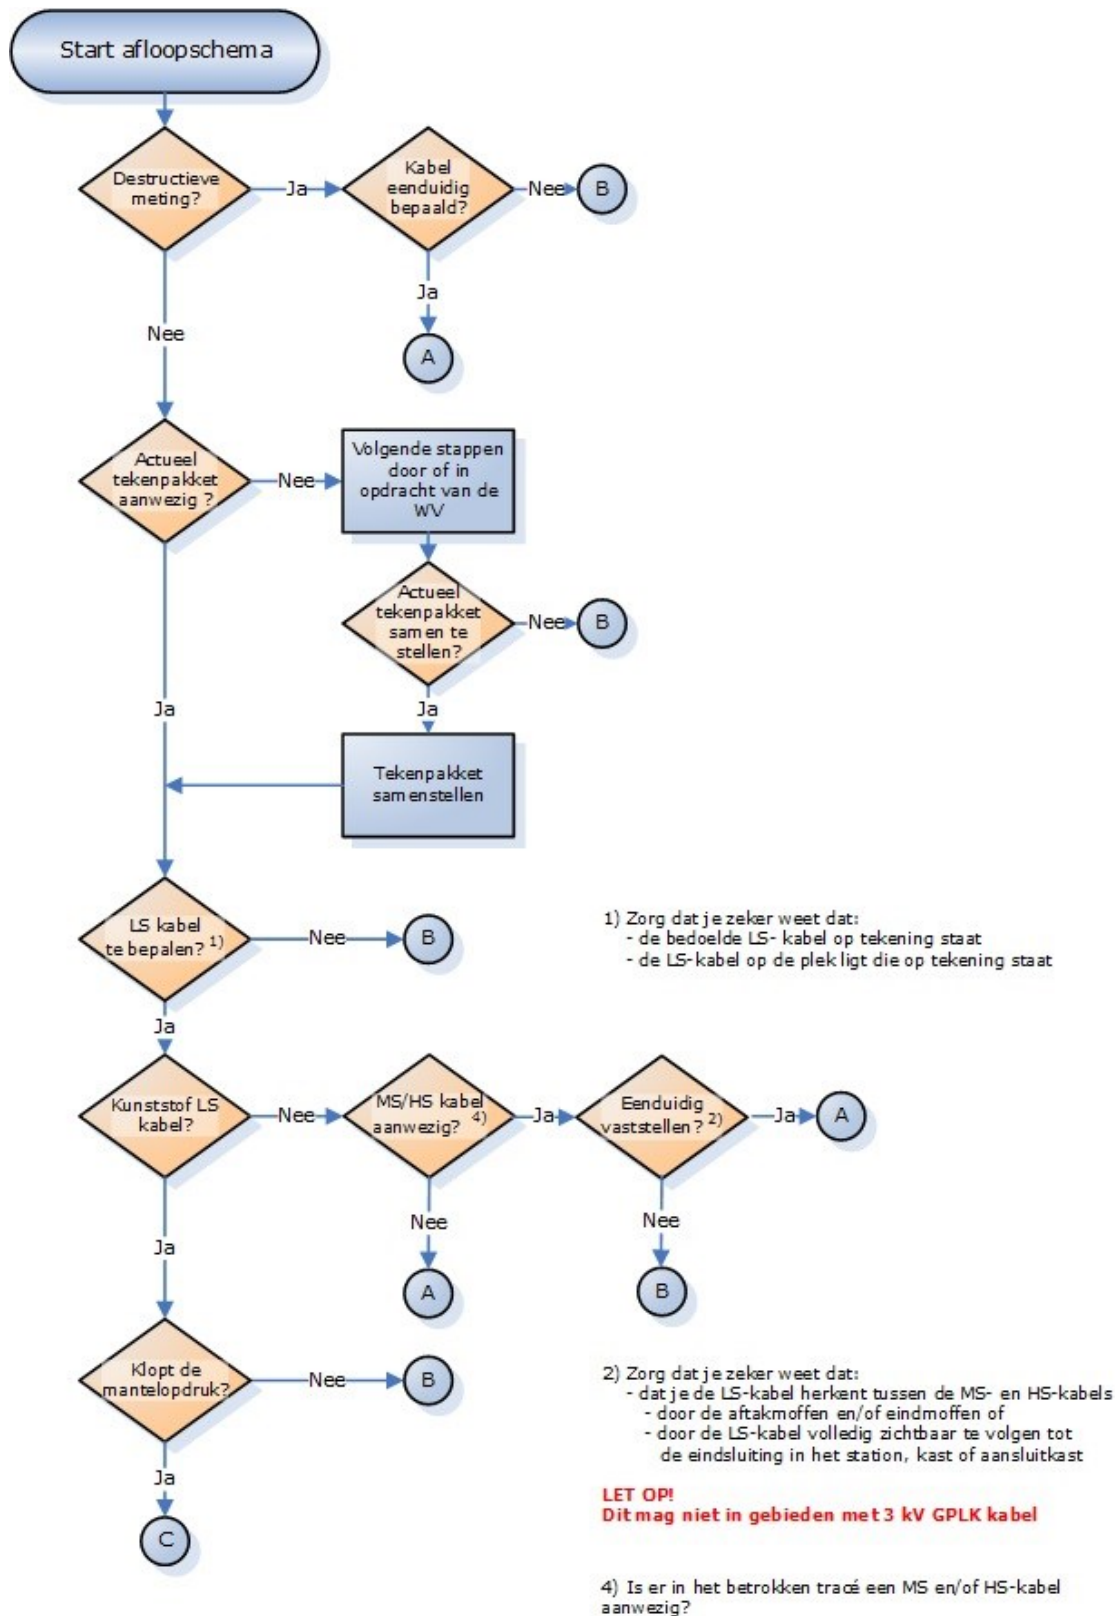 Start afloopschema
Destructieve
meting?
Ja
Kabel
eenduidig
bepaald?
Nee
B
Ja
A
Nee
Actueel
tekenpakket
aanwezig ?
Nee
Volgende stappen
door of in
opdracht van de
WV
Actueel
tekenpakket
samen te
stellen?
Nee
B
Ja
Ja
Tekenpakket
samenstellen
LS kabel
te bepalen? 1)
Nee
B
1) Zorg dat je zeker weet dat:
- de bedoelde LS- kabel op tekening staat
- de LS-kabel op de plek ligt die op tekening staat
Ja
Kunststof LS
kabel?
Nee
MS/HS kabel
aanwezig? 4)
Ja
Eenduidig
vaststellen? 2)
Ja
A
Nee
A
Nee
B
Ja
Klopt de
mantelopdruk?
Nee
B
2) Zorg dat je zeker weet dat:
- dat je de LS-kabel herkent tussen de MS- en HS-kabels
- door de aftakmoffen en/of eindmoffen of
- door de LS-kabel volledig zichtbaar te volgen tot
de eindsluiting in het station, kast of aansluitkast
Ja
C
LET OP!
Dit mag niet in gebieden met 3 kV GPLK kabel
4) Is er in het betrokken tracé een MS en/of HS-kabel
aanwezig?